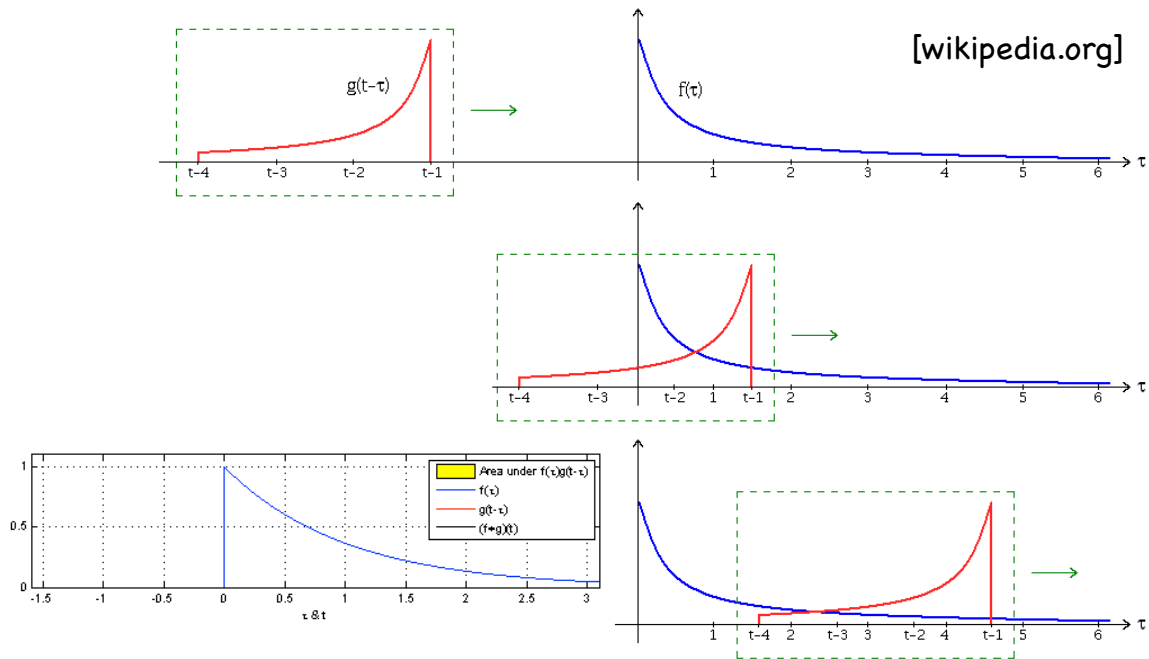 [wikipedia.org]
g(t-τ)
f(τ)
t-4 t-3 t-2 t-1 1 2 3 4 5 6 τ
t-4 t-3 t-2 1 t-1 2 3 4 5 6 τ
1
0.5
0
-1.5 -1 -0.5 0 0.5 1 1.5 2 2.5 3
τ & t
Area under f(τ)g(t-τ)
f(τ)
g(t-τ)
(f∗g)(t)
1 t-4 2 t-3 3 t-2 4 t-1 5 6 τ